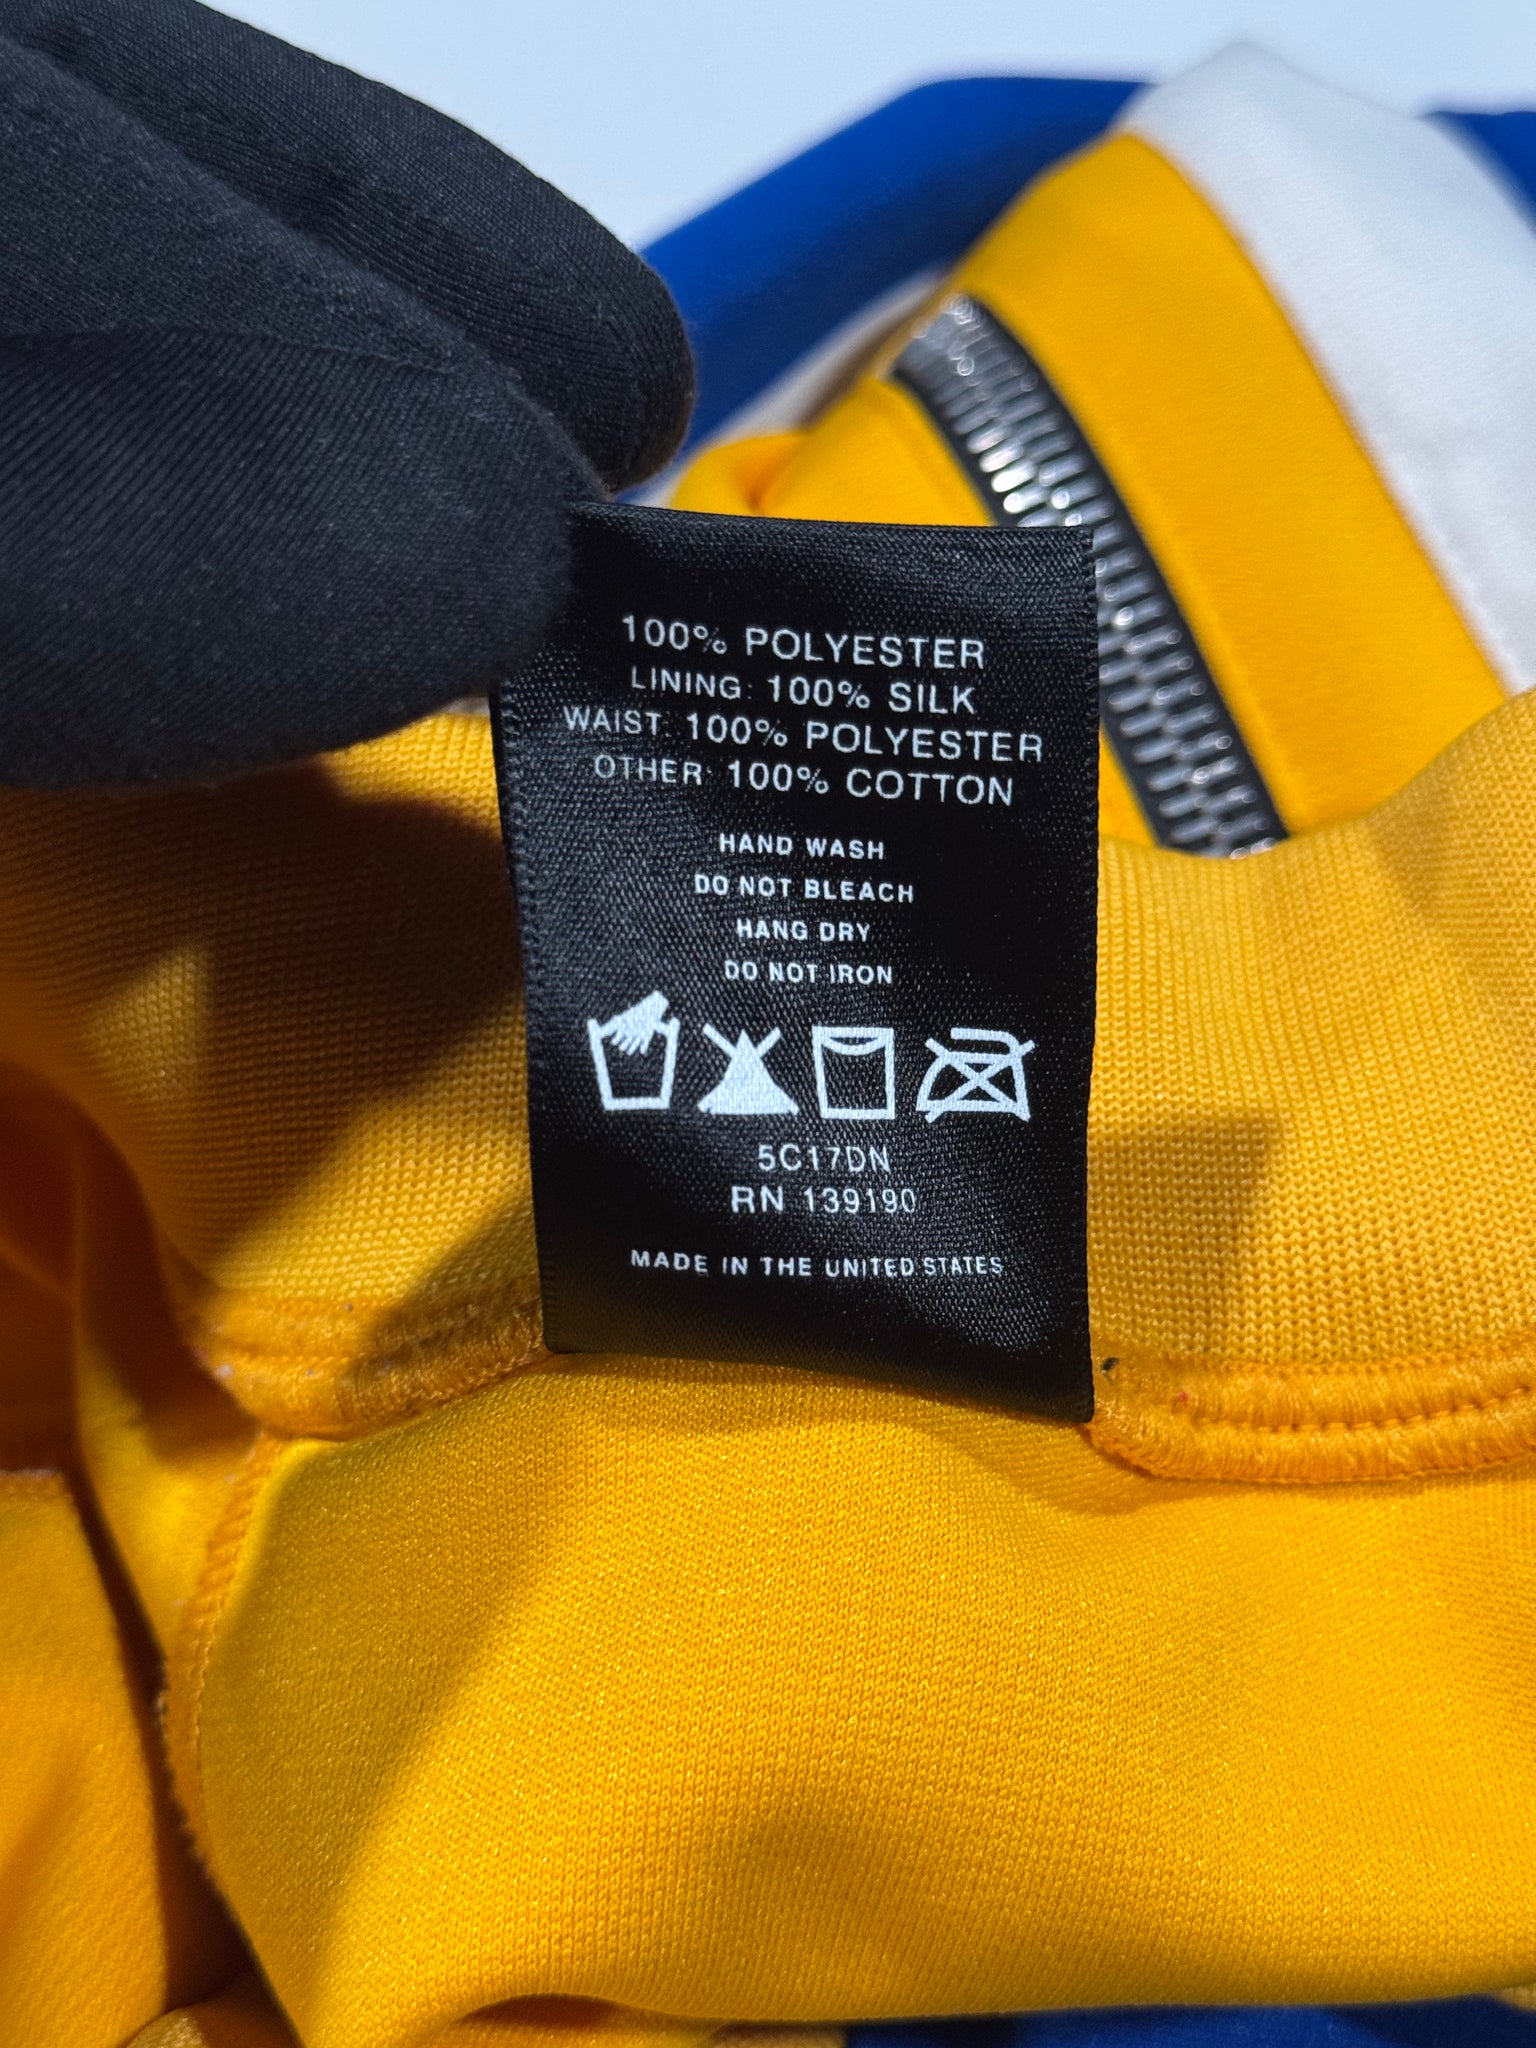 100% POLYESTER
LINING: 100% SILK
WAIST: 100% POLYESTER
OTHER: 100% COTTON
HAND WASH
DO NOT BLEACH
HANG DRY
DO NOT IRON
5C17DN
RN 139190
MADE IN THE UNITED STATES